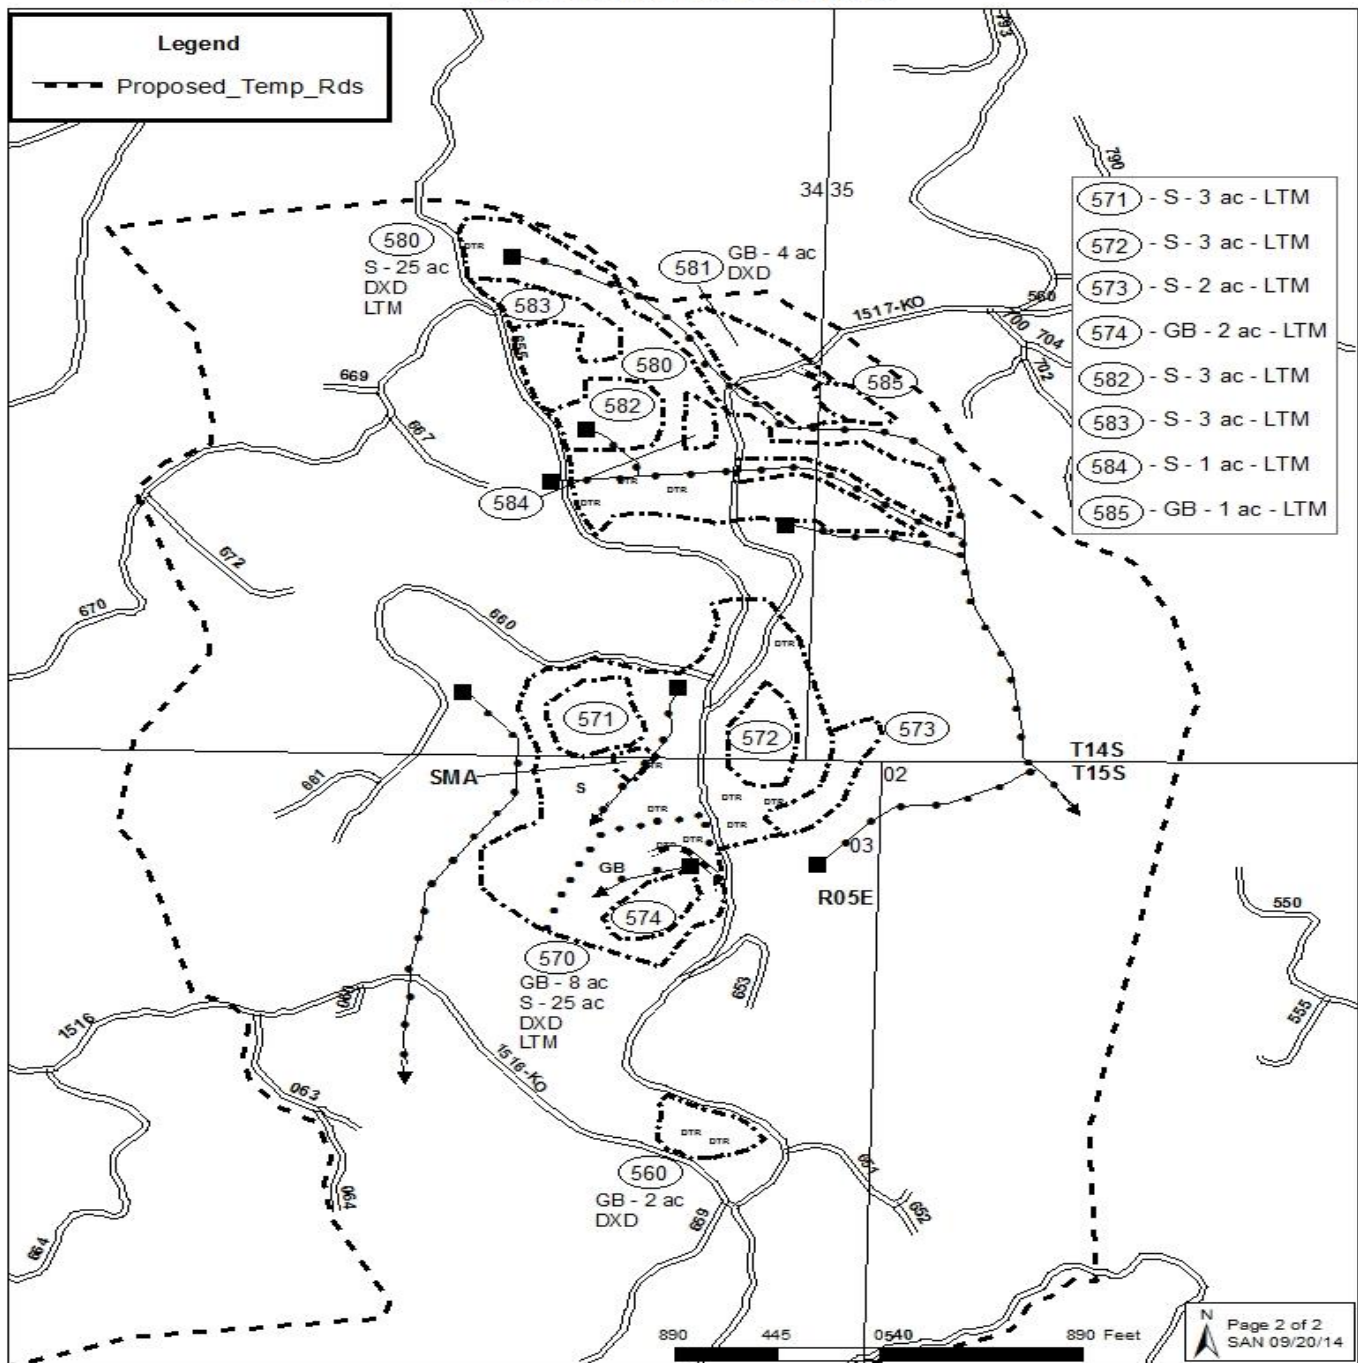 Legend
Proposed_Temp_Rds
793
790
34 35
571 - S - 3 ac - LTM
572 - S - 3 ac - LTM
573 - S - 2 ac - LTM
574 - GB - 2 ac - LTM
582 - S - 3 ac - LTM
583 - S - 3 ac - LTM
584 - S - 1 ac - LTM
585 - GB - 1 ac - LTM
580
S - 25 ac
DXD
LTM
DTR
581
GB - 4 ac
DXD
583
1517-KO
560
700
704
702
655
580
585
669
582
667
584
DTR
DTR
DTR
672
670
660
DTR
571
572
573
T14S
T15S
SMA
661
DTR
S
02
DTR
DTR
DTR
DTR
DTR
DTR
03
GB
574
R05E
550
570
GB - 8 ac
S - 25 ac
DXD
LTM
653
060
1516
555
1516-KO
063
DTR
DTR
560
GB - 2 ac
DXD
651
652
064
659
664
890
445
0
540
890 Feet
N
Page 2 of 2
SAN 09/20/14